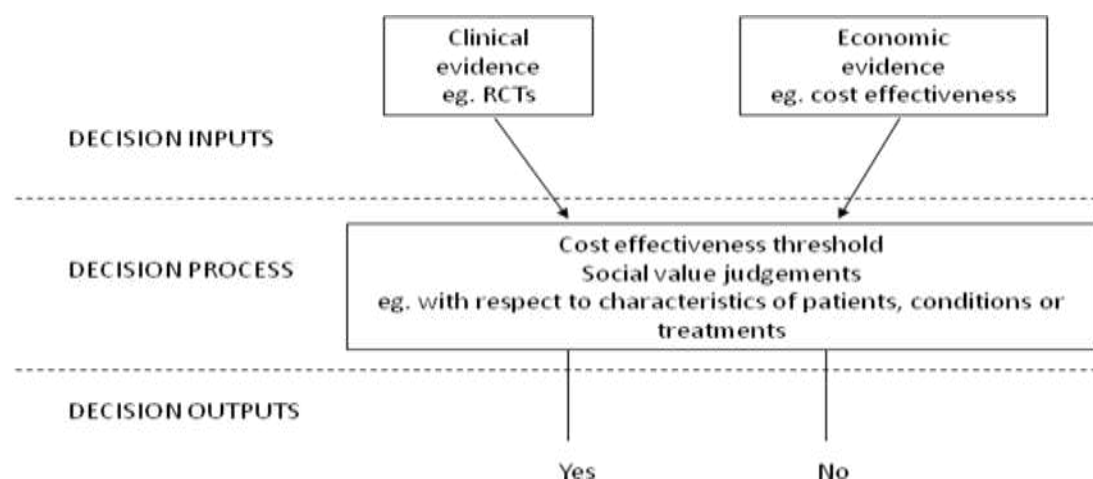 Clinical
evidence
eg. RCTs
Economic
evidence
eg. cost effectiveness
DECISION INPUTS
DECISION PROCESS
Cost effectiveness threshold
Social value judgements
eg. with respect to characteristics of patients, conditions or
treatments
DECISION OUTPUTS
Yes
No